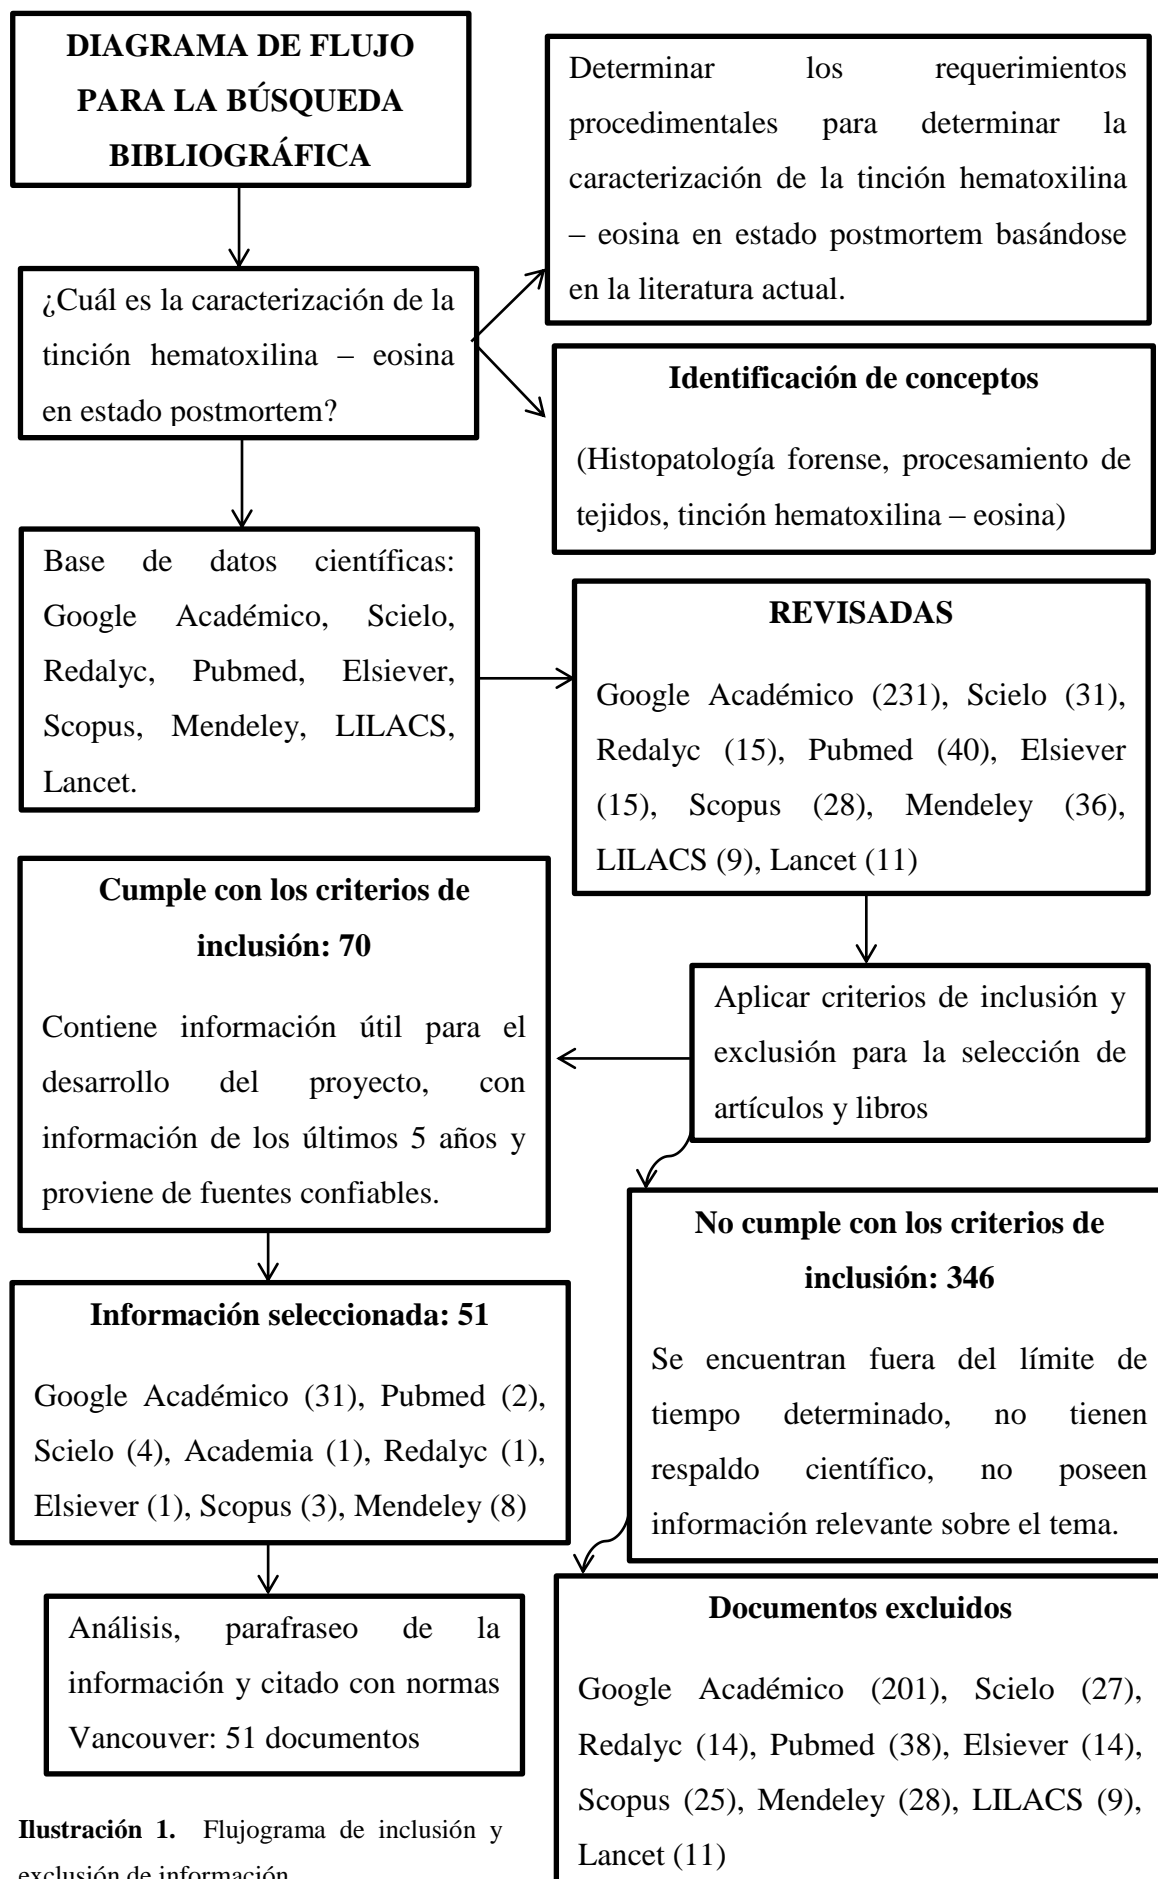 DIAGRAMA DE FLUJO
PARA LA BÚSQUEDA
BIBLIOGRÁFICA
Determinar los requerimientos
procedimentales para determinar la
caracterización de la tinción hematoxilina
– eosina en estado postmortem basándose
en la literatura actual.
¿Cuál es la caracterización de la
tinción hematoxilina – eosina
en estado postmortem?
Identificación de conceptos
(Histopatología forense, procesamiento de
tejidos, tinción hematoxilina – eosina)
Base de datos científicas:
Google Académico, Scielo,
Redalyc, Pubmed, Elsiever,
Scopus, Mendeley, LILACS,
Lancet.
REVISADAS
Google Académico (231), Scielo (31),
Redalyc (15), Pubmed (40), Elsiever
(15), Scopus (28), Mendeley (36),
LILACS (9), Lancet (11)
Cumple con los criterios de
inclusión: 70
Contiene información útil para el
desarrollo del proyecto, con
información de los últimos 5 años y
proviene de fuentes confiables.
Aplicar criterios de inclusión y
exclusión para la selección de
artículos y libros
No cumple con los criterios de
inclusión: 346
Se encuentran fuera del límite de
tiempo determinado, no tienen
respaldo científico, no poseen
información relevante sobre el tema.
Información seleccionada: 51
Google Académico (31), Pubmed (2),
Scielo (4), Academia (1), Redalyc (1),
Elsiever (1), Scopus (3), Mendeley (8)
Documentos excluidos
Google Académico (201), Scielo (27),
Redalyc (14), Pubmed (38), Elsiever (14),
Scopus (25), Mendeley (28), LILACS (9),
Lancet (11)
Análisis, parafraseo de la
información y citado con normas
Vancouver: 51 documentos
Ilustración 1. Flujograma de inclusión y
exclusión de información